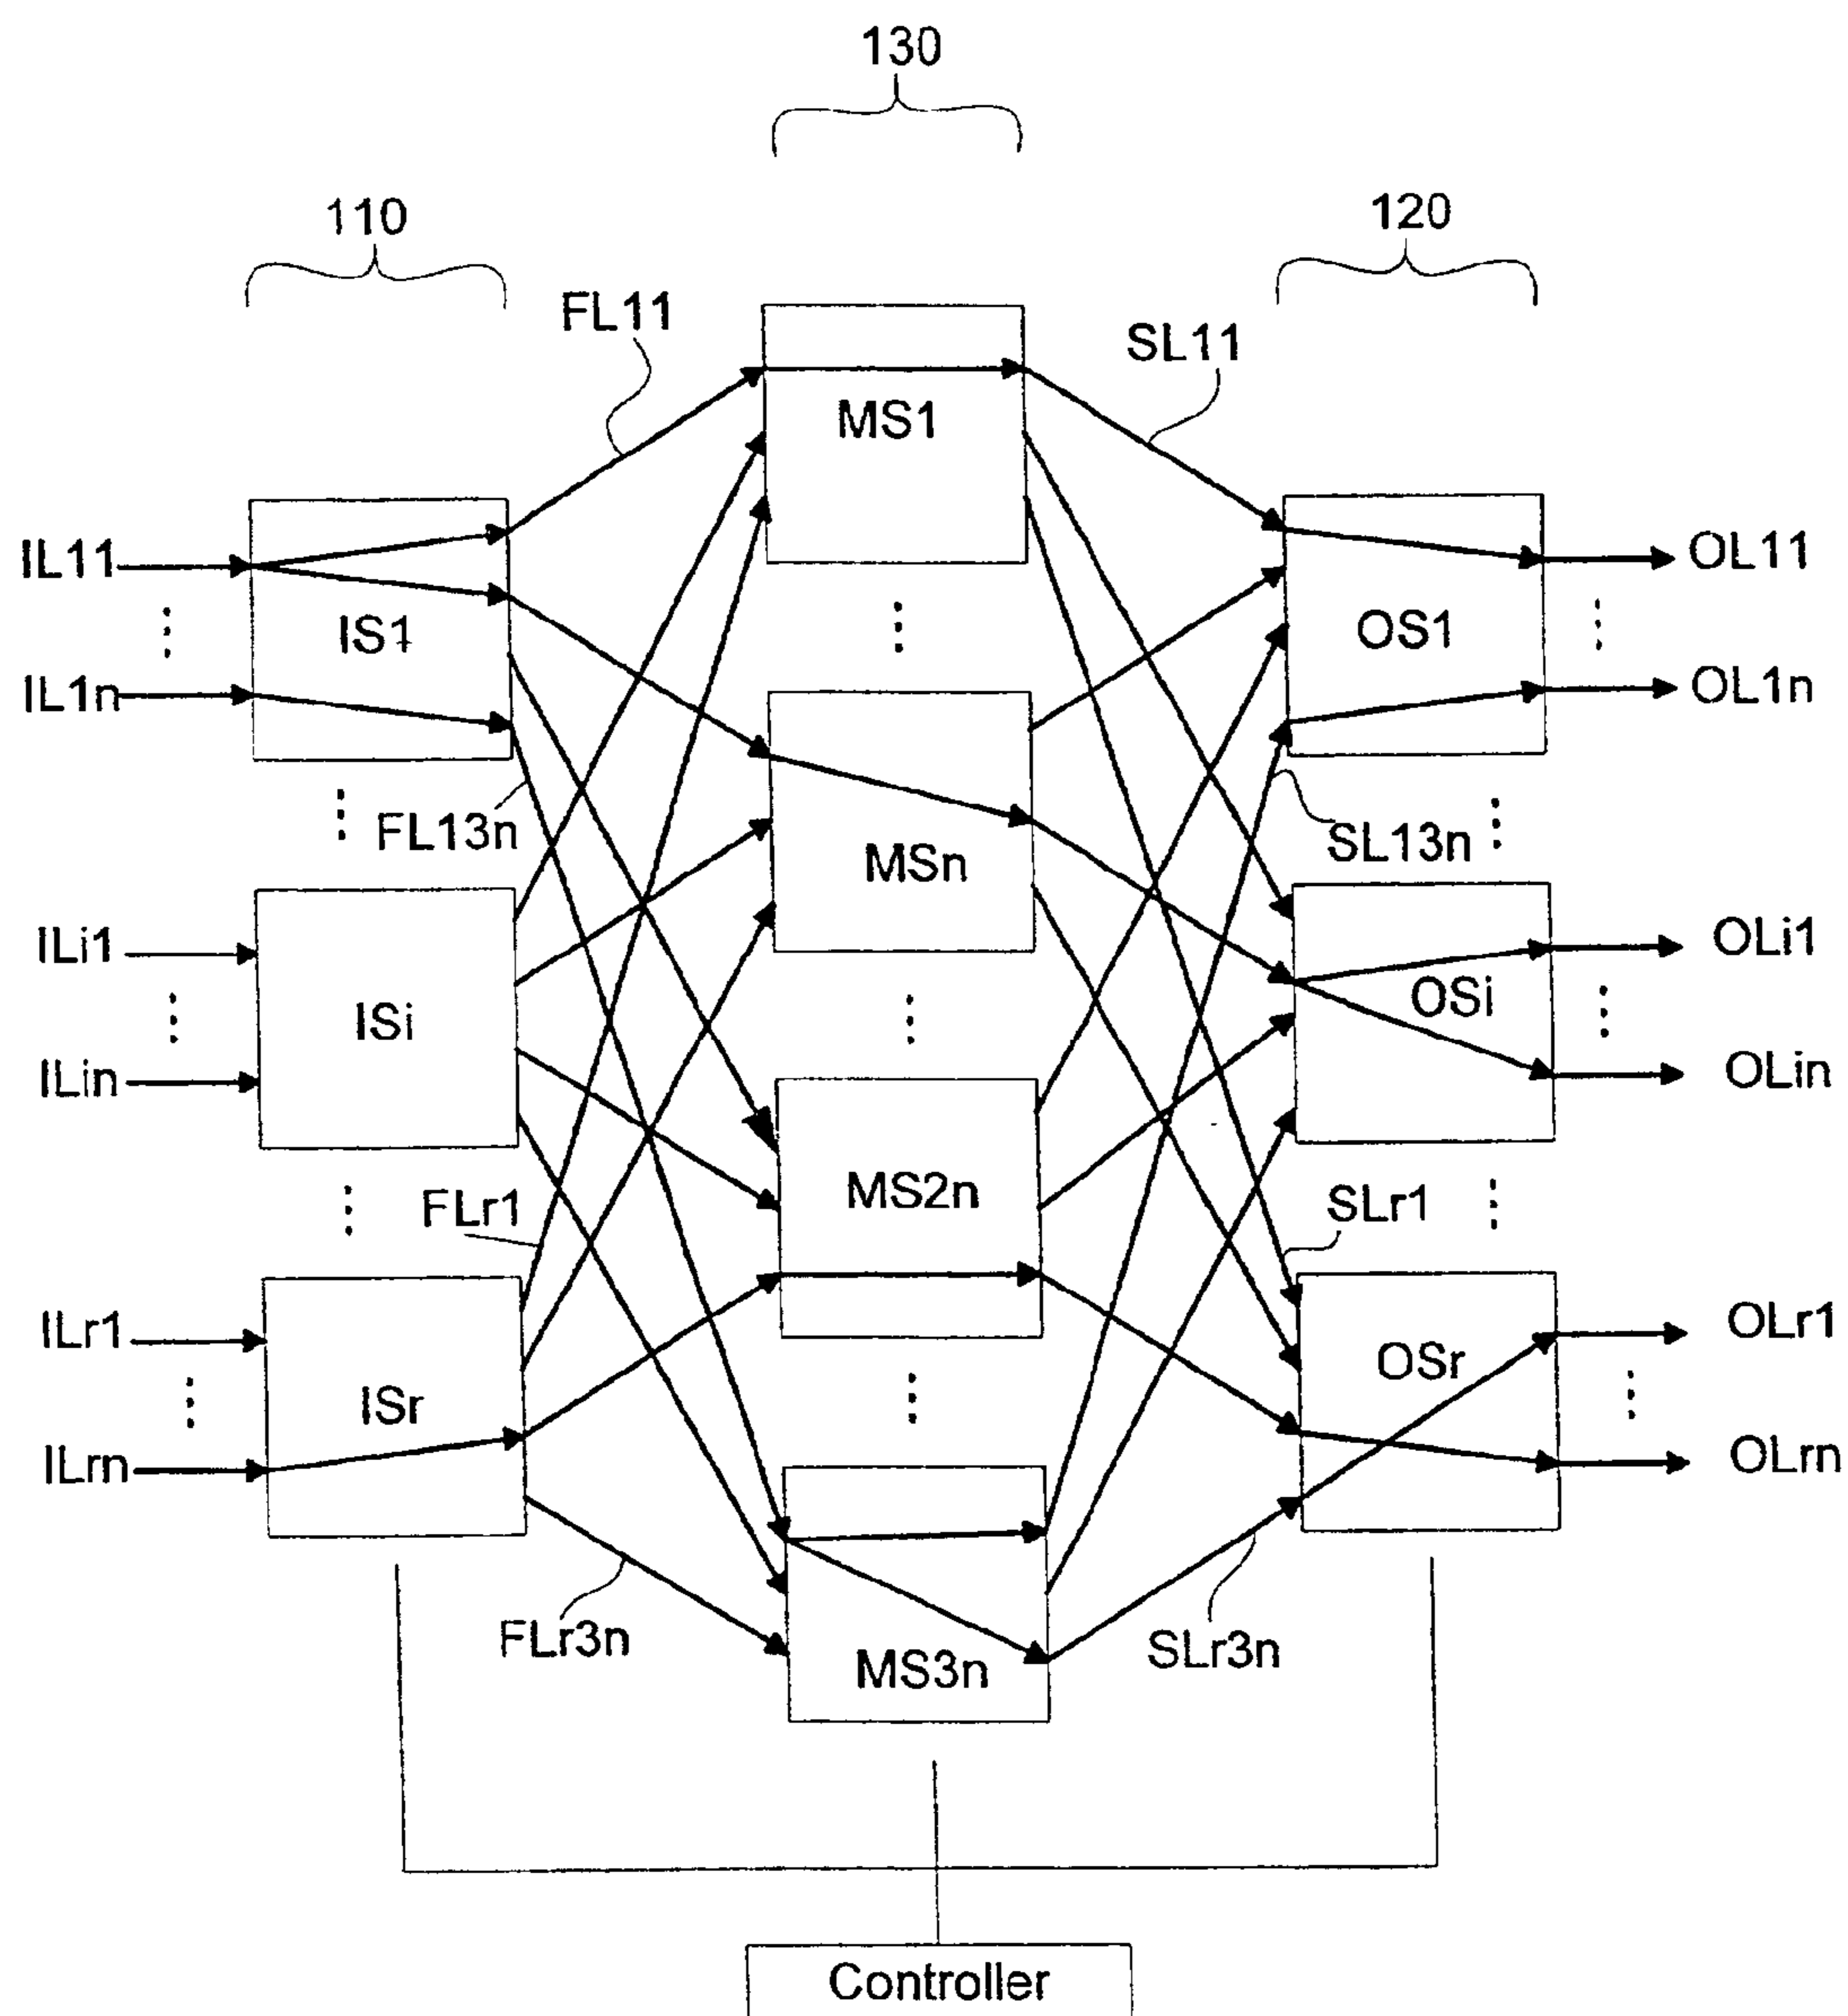 130
110
120
FL11
SL11
MS1
IL11
OL11
IS1
OS1
IL1n
OL1n
FL13n
SL13n
MSn
ILi1
OLi1
ISi
OSi
ILin
OLin
MS2n
FLr1
SLr1
ILr1
OLr1
ISr
OSr
ILrn
OLrn
FLr3n
SLr3n
MS3n
Controller